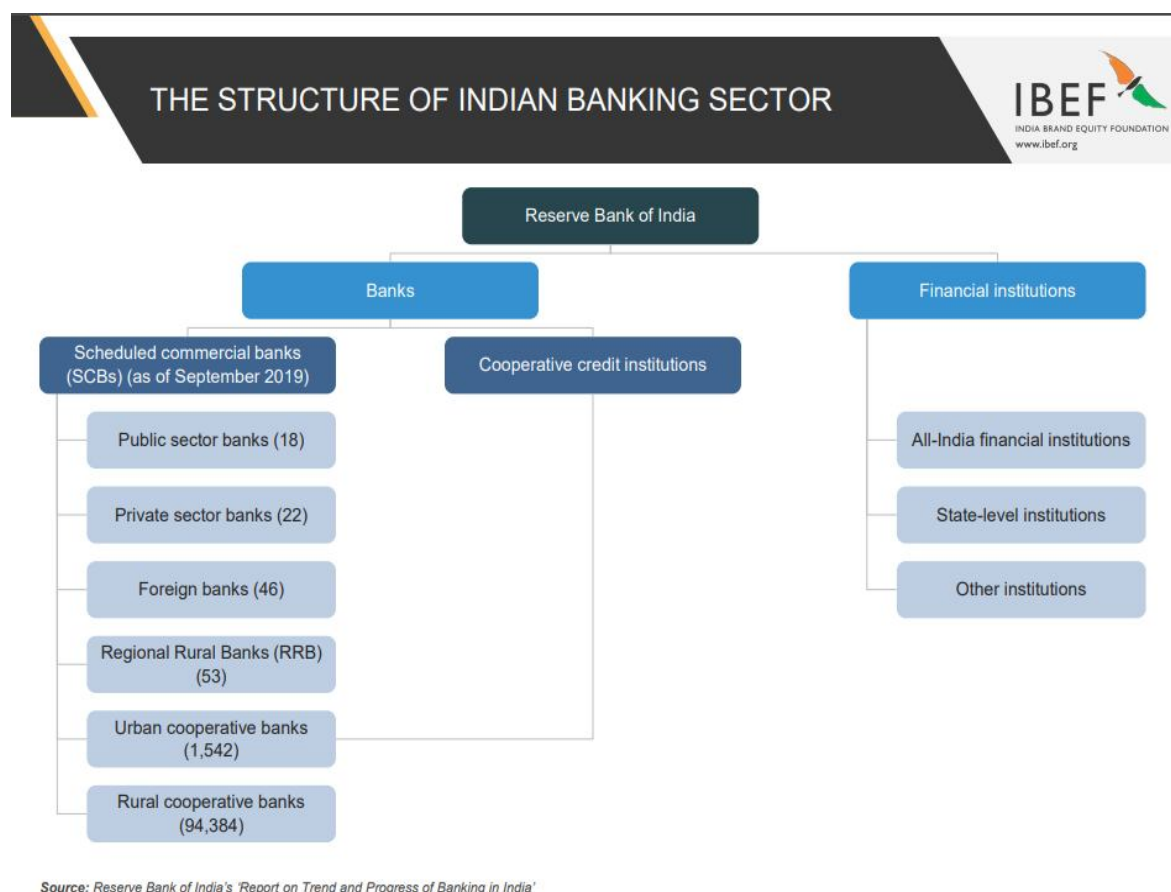 THE STRUCTURE OF INDIAN BANKING SECTOR
IBEF
INDIA BRAND EQUITY FOUNDATION
www.ibef.org
Reserve Bank of India
Banks
Financial institutions
Scheduled commercial banks
(SCBs) (as of September 2019)
Cooperative credit institutions
Public sector banks (18)
All-India financial institutions
Private sector banks (22)
State-level institutions
Foreign banks (46)
Other institutions
Regional Rural Banks (RRB)
(53)
Urban cooperative banks
(1,542)
Rural cooperative banks
(94,384)
Source: Reserve Bank of India's 'Report on Trend and Progress of Banking in India'